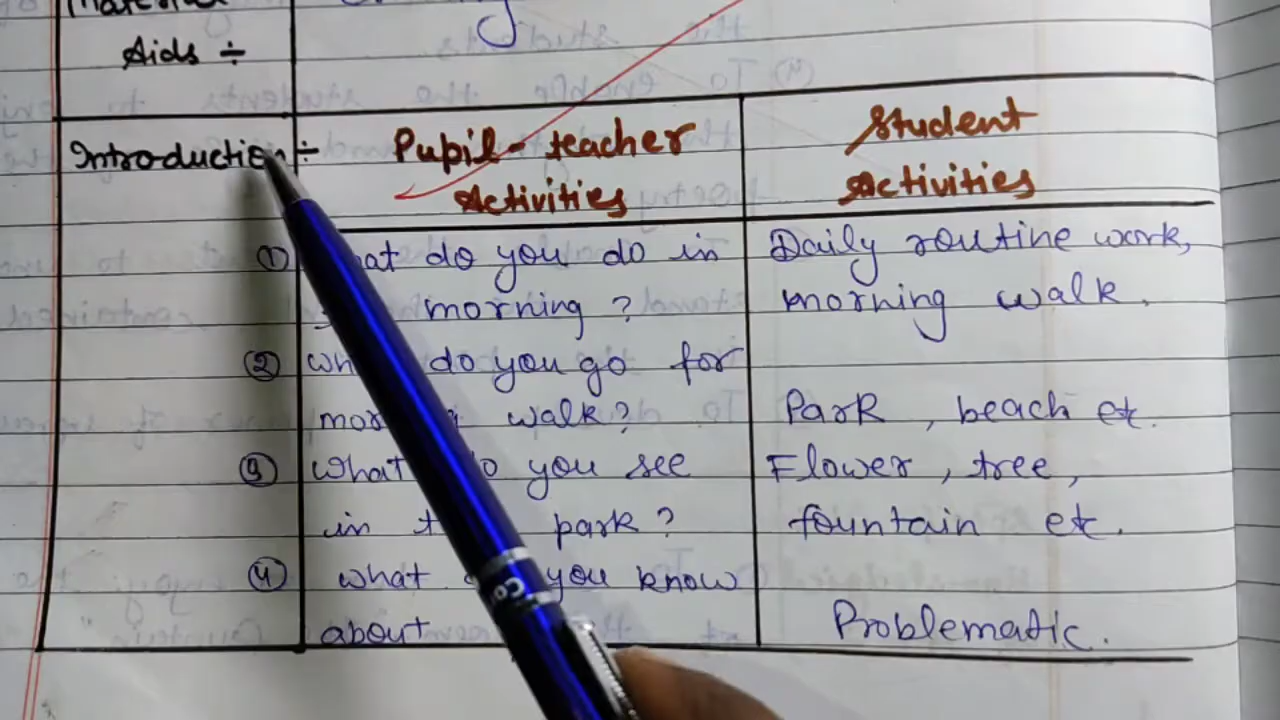 Aids ÷
Introduction ÷
Pupil - teacher
Activities
Student
Activities
① do you do in
morning ?
Daily routine work,
morning walk.
② do you go for
walk?
Park, beach etc.
③ What you see
in park ?
Flower, tree,
fountain etc.
④ what you know
about
Problematic.